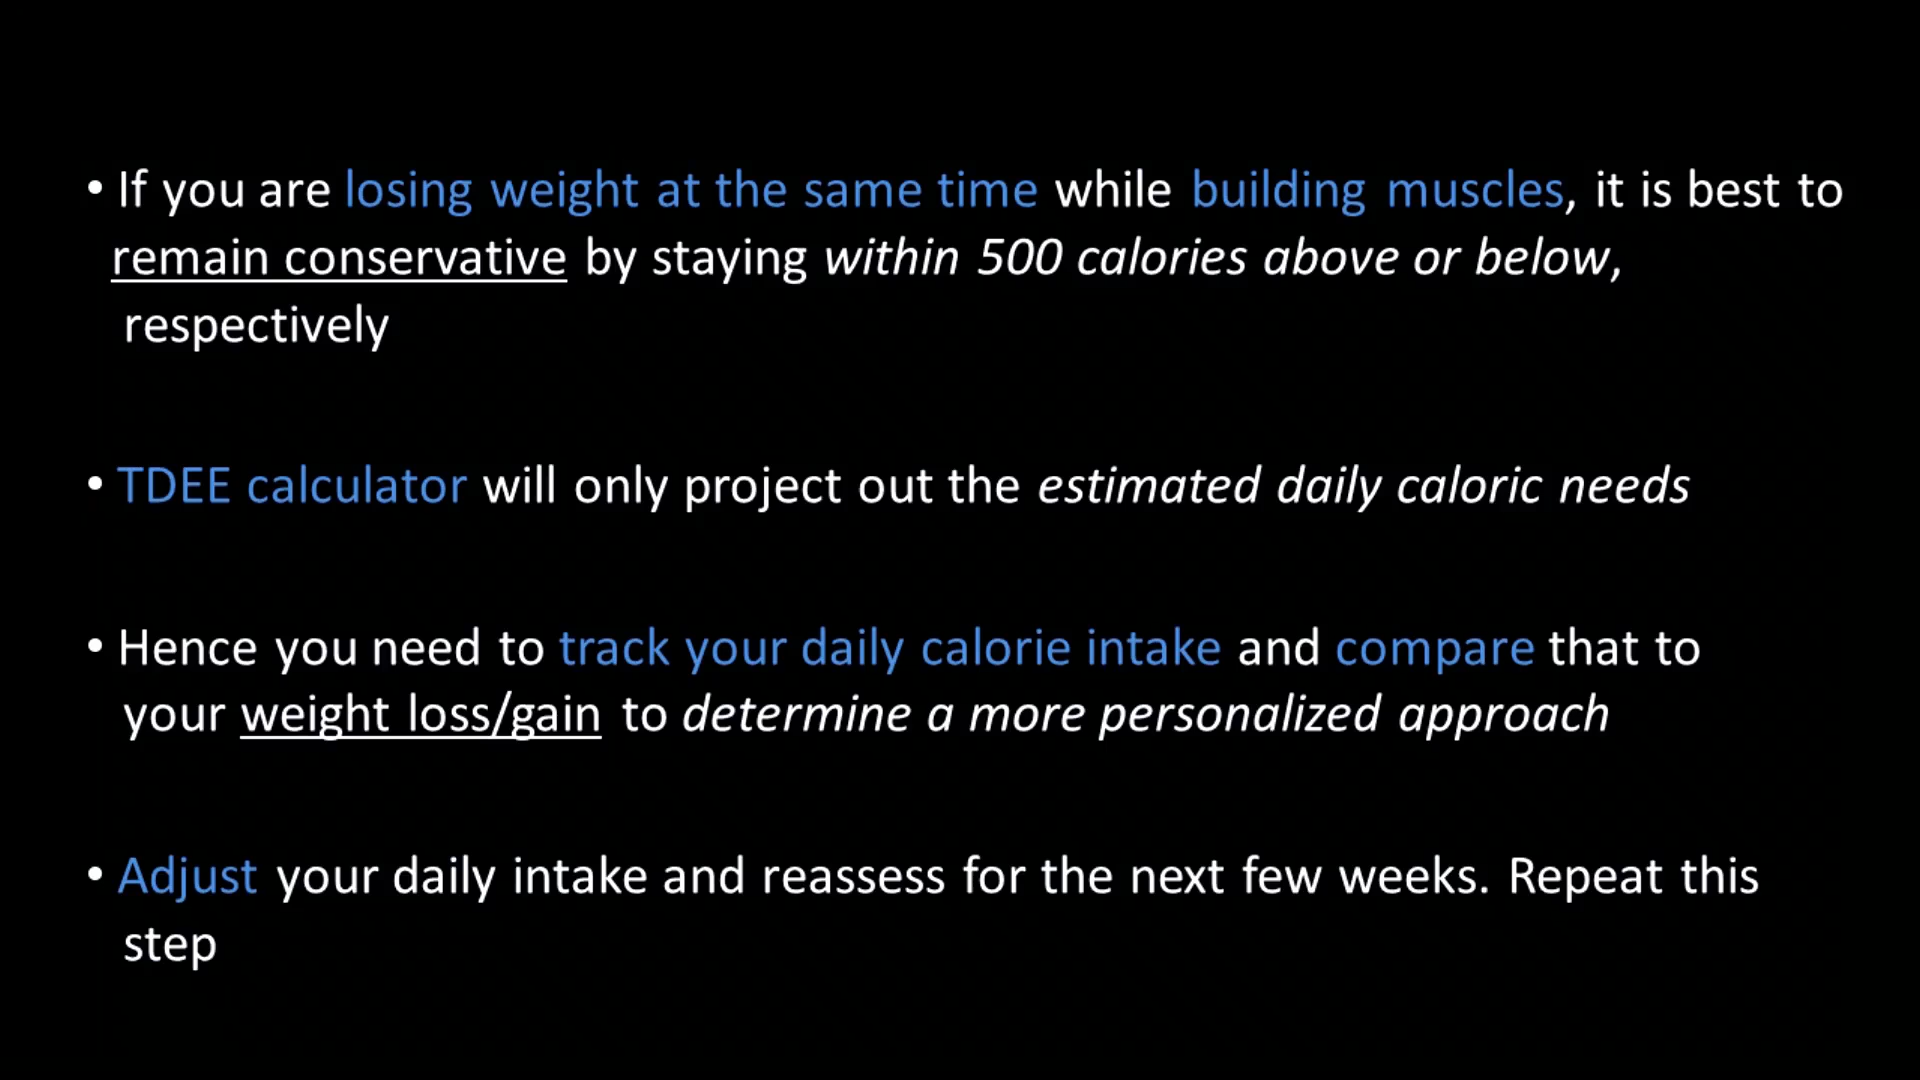 • If you are losing weight at the same time while building muscles, it is best to
remain conservative by staying within 500 calories above or below,
respectively
• TDEE calculator will only project out the estimated daily caloric needs
• Hence you need to track your daily calorie intake and compare that to
your weight loss/gain to determine a more personalized approach
• Adjust your daily intake and reassess for the next few weeks. Repeat this
step